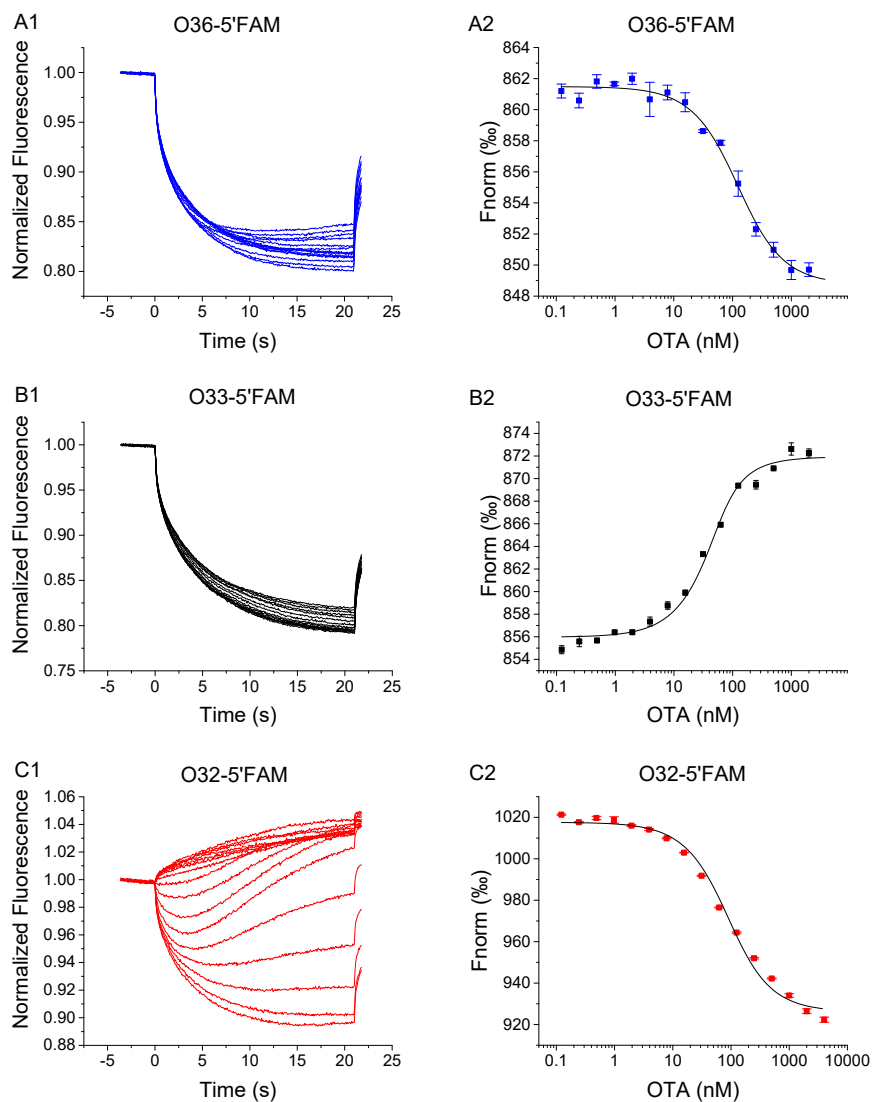 A1
O36-5'FAM
Normalized Fluorescence
1.00
0.95
0.90
0.85
0.80
-5 0 5 10 15 20 25
Time (s)
A2
O36-5'FAM
Fnorm (‰)
864
862
860
858
856
854
852
850
848
0.1 1 10 100 1000
OTA (nM)
B1
O33-5'FAM
Normalized Fluorescence
1.00
0.95
0.90
0.85
0.80
0.75
-5 0 5 10 15 20 25
Time (s)
B2
O33-5'FAM
Fnorm (‰)
874
872
870
868
866
864
862
860
858
856
854
0.1 1 10 100 1000
OTA (nM)
C1
O32-5'FAM
Normalized Fluorescence
1.06
1.04
1.02
1.00
0.98
0.96
0.94
0.92
0.90
0.88
-5 0 5 10 15 20 25
Time (s)
C2
O32-5'FAM
Fnorm (‰)
1020
1000
980
960
940
920
0.1 1 10 100 1000 10000
OTA (nM)